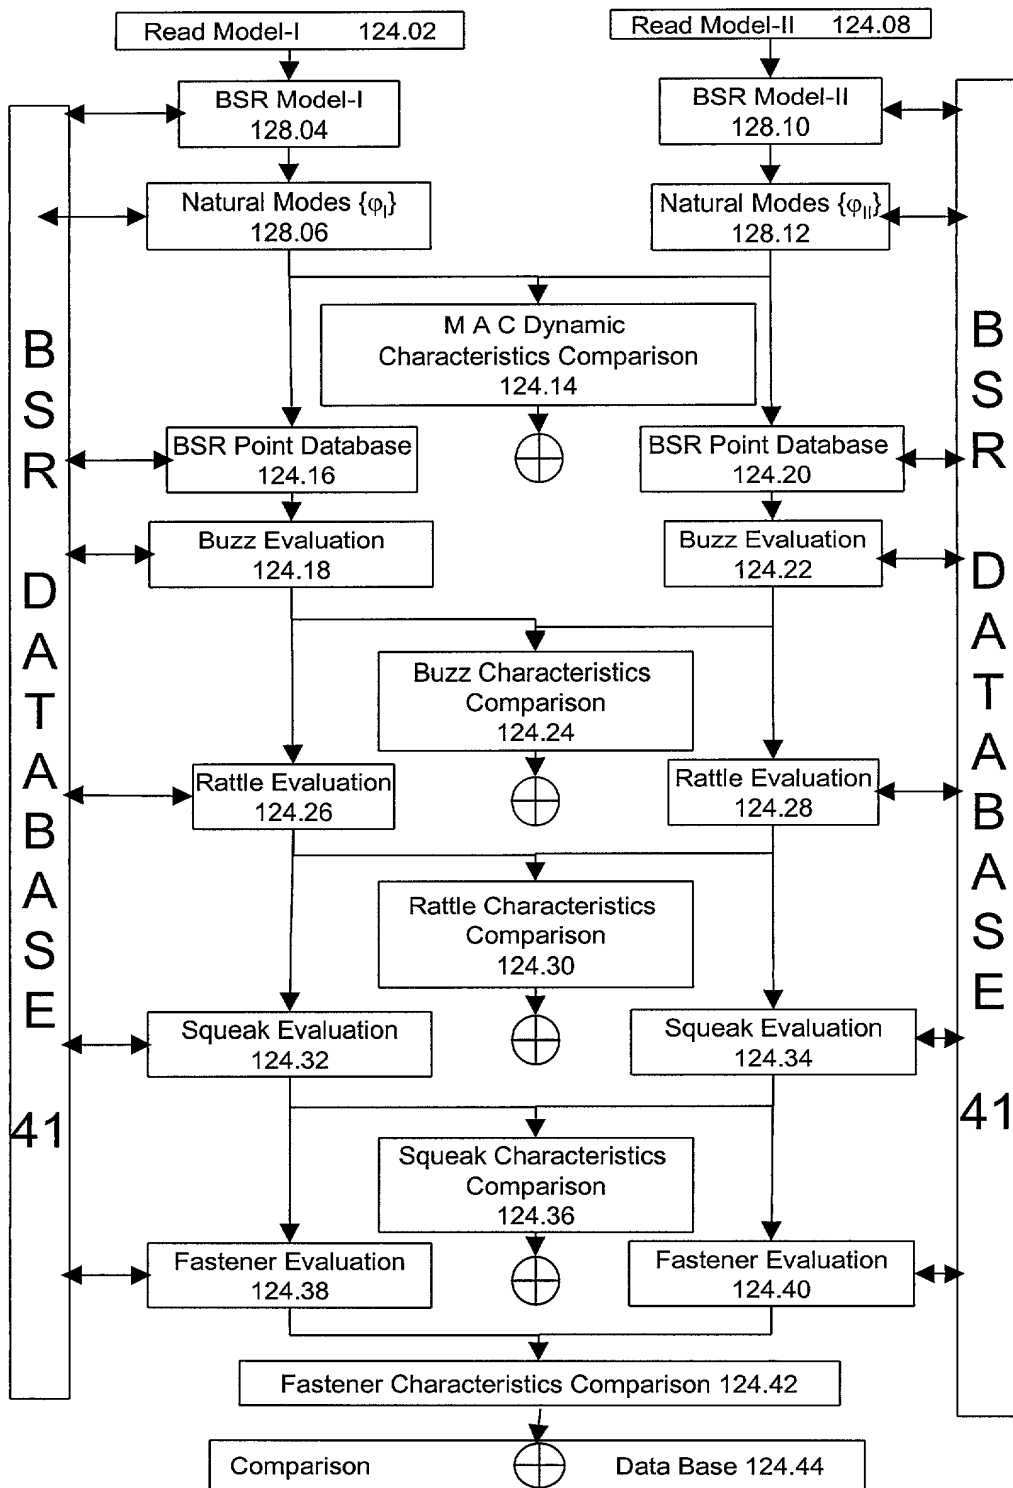 Read Model-I 124.02
Read Model-II 124.08
BSR Model-I
128.04
BSR Model-II
128.10
Natural Modes {φI}
128.06
Natural Modes {φII}
128.12
M A C Dynamic
Characteristics Comparison
124.14
BSR Point Database
124.16
BSR Point Database
124.20
Buzz Evaluation
124.18
Buzz Evaluation
124.22
Buzz Characteristics
Comparison
124.24
Rattle Evaluation
124.26
Rattle Evaluation
124.28
Rattle Characteristics
Comparison
124.30
Squeak Evaluation
124.32
Squeak Evaluation
124.34
Squeak Characteristics
Comparison
124.36
Fastener Evaluation
124.38
Fastener Evaluation
124.40
Fastener Characteristics Comparison 124.42
Comparison Data Base 124.44
BSR DATABASE 41
BSR DATABASE 41